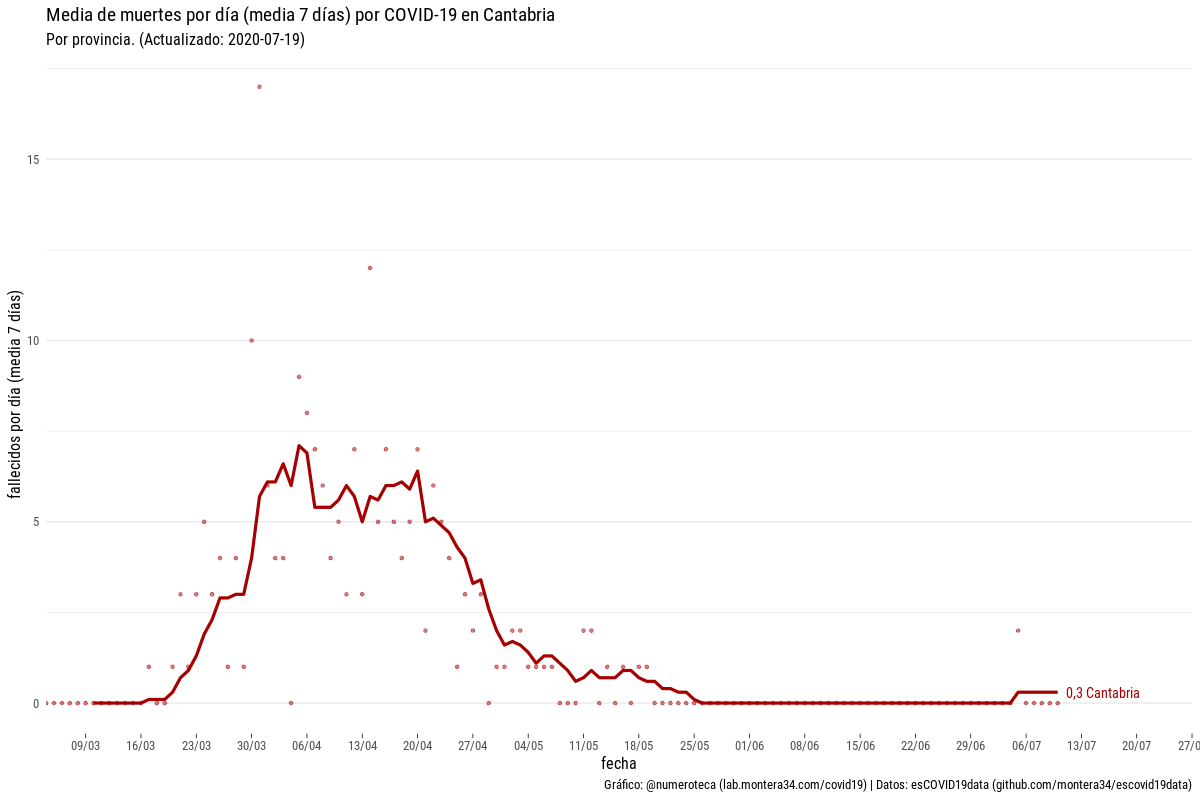 Media de muertes por día (media 7 días) por COVID-19 en Cantabria
Por provincia. (Actualizado: 2020-07-19)
fallecidos por día (media 7 días)
15
10
5
0
0,3 Cantabria
09/03 16/03 23/03 30/03 06/04 13/04 20/04 27/04 04/05 11/05 18/05 25/05 01/06 08/06 15/06 22/06 29/06 06/07 13/07 20/07 27/0
fecha
Gráfico: @numeroteca (lab.montera34.com/covid19) | Datos: esCOVID19data (github.com/montera34/escovid19data)